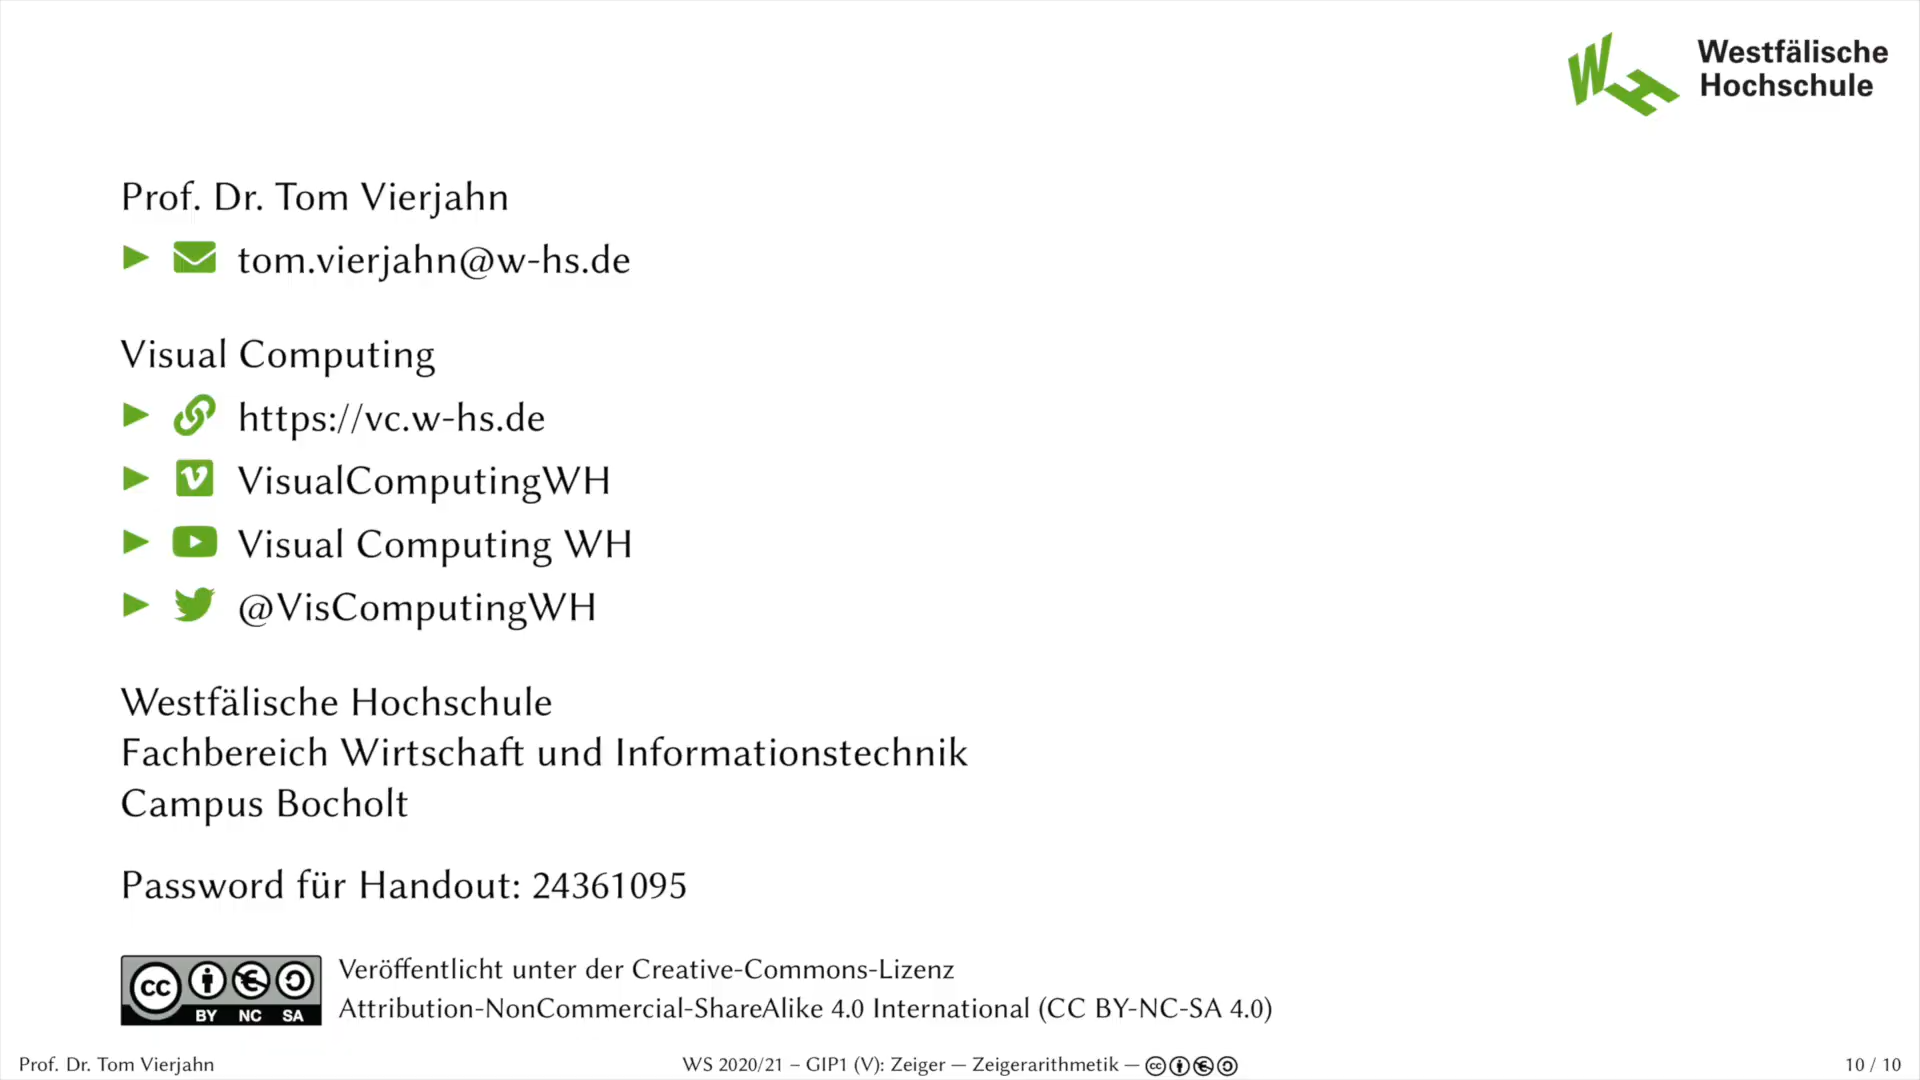 Westfälische
Hochschule
Prof. Dr. Tom Vierjahn
tom.vierjahn@w-hs.de
Visual Computing
https://vc.w-hs.de
VisualComputingWH
Visual Computing WH
@VisComputingWH
Westfälische Hochschule
Fachbereich Wirtschaft und Informationstechnik
Campus Bocholt
Password für Handout: 24361095
Veröffentlicht unter der Creative-Commons-Lizenz
Attribution-NonCommercial-ShareAlike 4.0 International (CC BY-NC-SA 4.0)
cc BY NC SA
Prof. Dr. Tom Vierjahn
WS 2020/21 – GIP1 (V): Zeiger — Zeigerarithmetik —
10 / 10